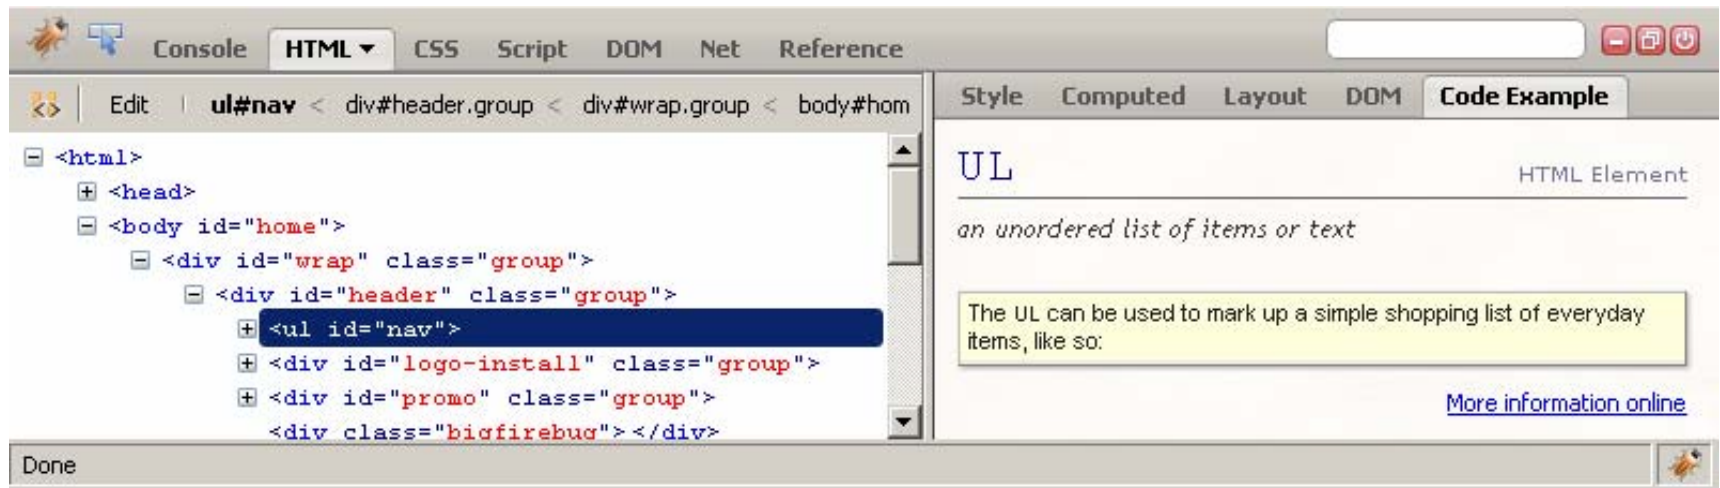 Console HTML CSS Script DOM Net Reference
Edit ul#nav < div#header.group < div#wrap.group < body#hom
<html>
<head>
<body id="home">
<div id="wrap" class="group">
<div id="header" class="group">
<ul id="nav">
<div id="logo-install" class="group">
<div id="promo" class="group">
<div class="bigfirebug"></div>
Style Computed Layout DOM Code Example
UL HTML Element
an unordered list of items or text
The UL can be used to mark up a simple shopping list of everyday
items, like so:
More information online
Done